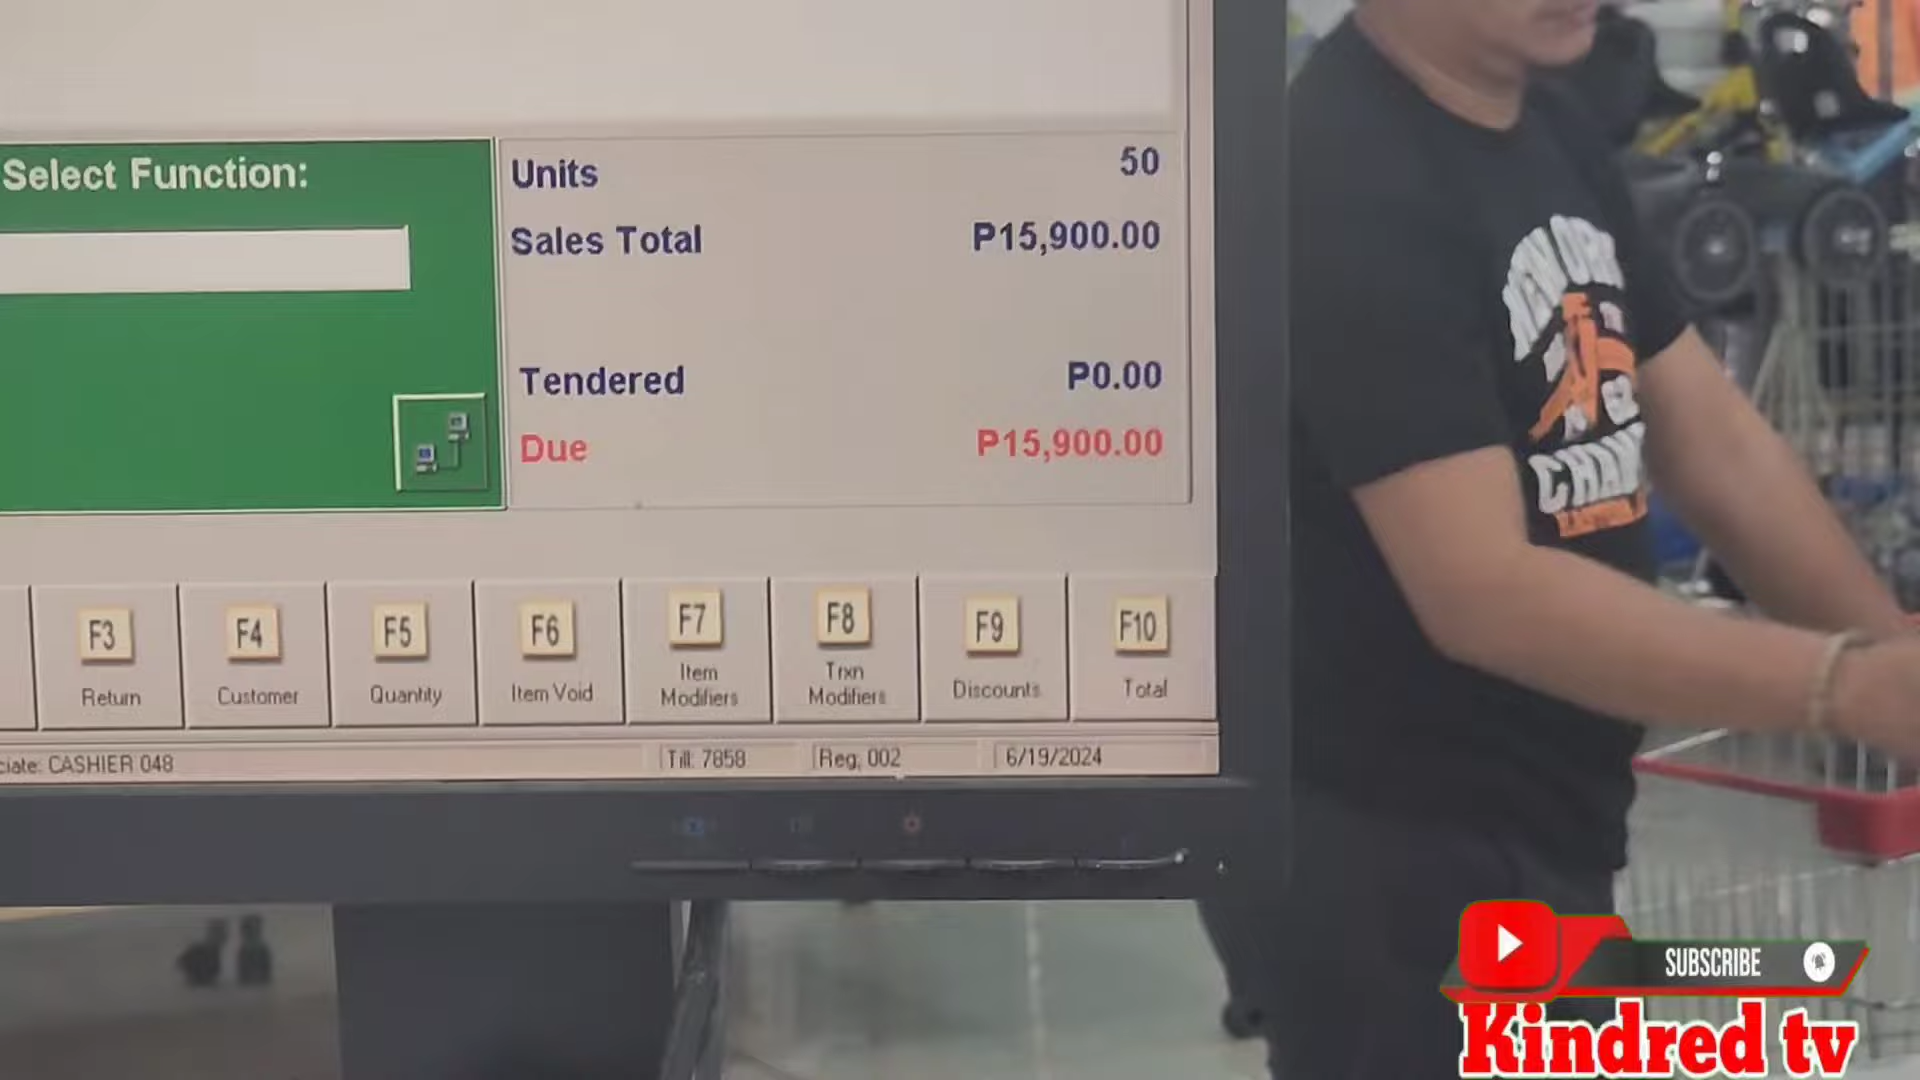 Select Function:
Units 50
Sales Total P15,900.00
Tendered P0.00
Due P15,900.00
F3 Return
F4 Customer
F5 Quantity
F6 Item Void
F7 Item Modifiers
F8 Trxn Modifiers
F9 Discounts
F10 Total
ciate: CASHIER 048
Till: 7858
Reg: 002
6/19/2024
SUBSCRIBE
Kindred tv